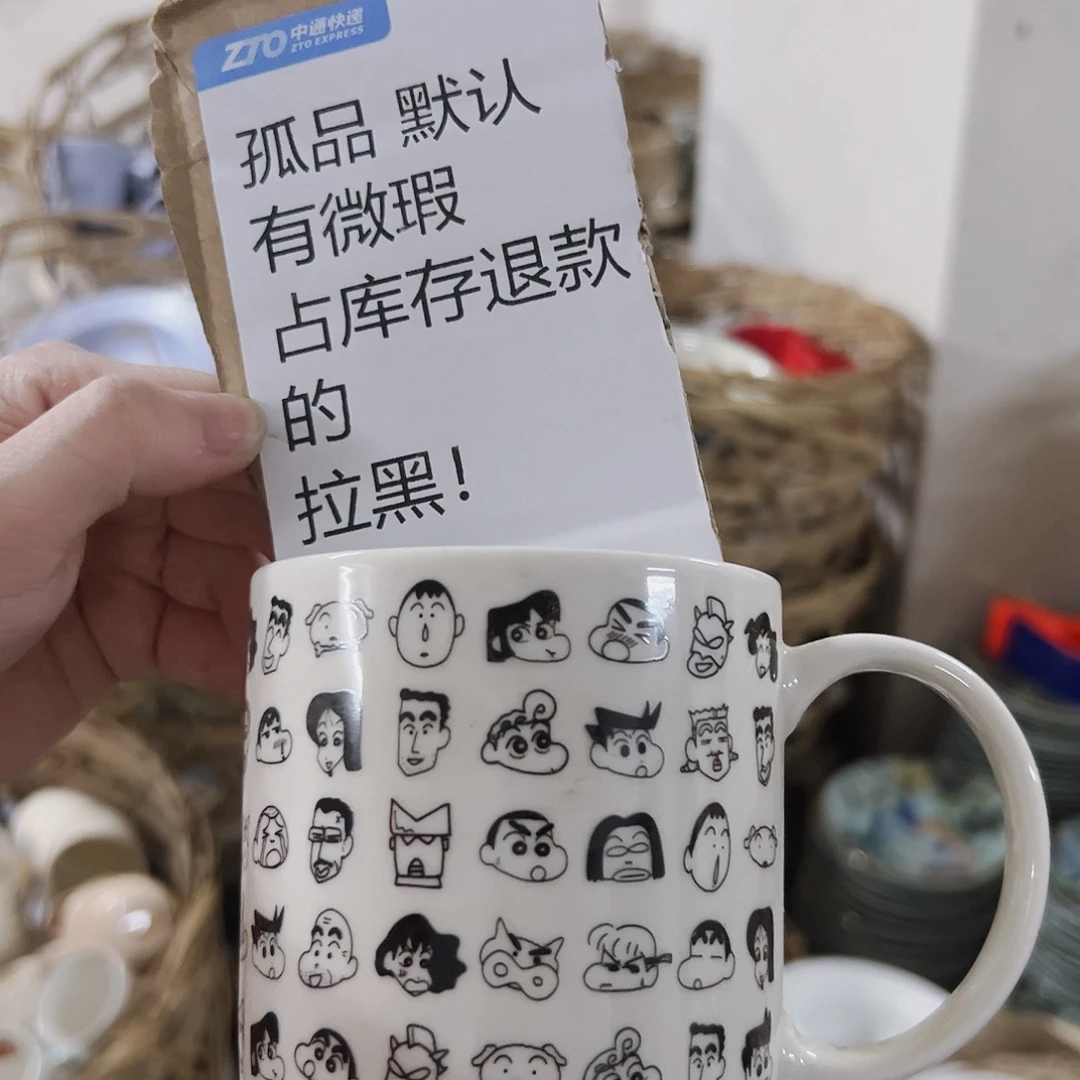 ZTO 中通快递
ZTO EXPRESS
孤品 默认
有微瑕
占库存退款
的
拉黑！